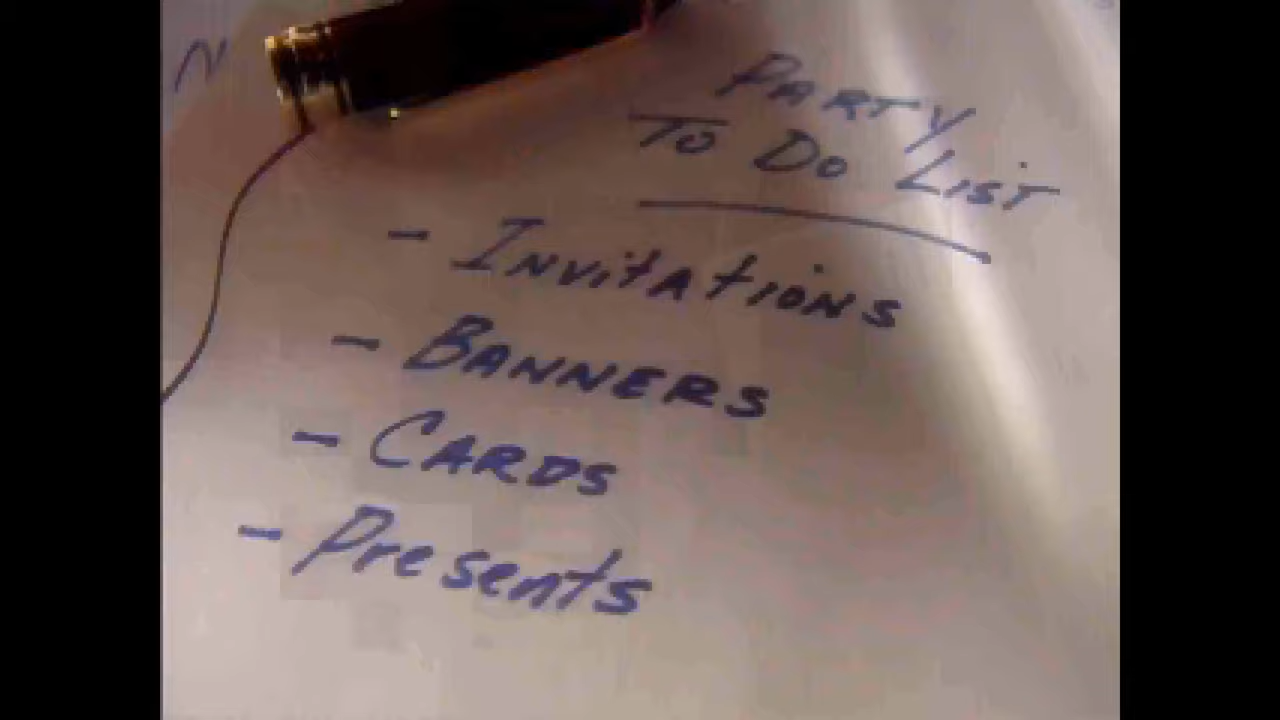 PARTY
TO DO LIST
- INVITATIONS
- BANNERS
- CARDS
- Presents